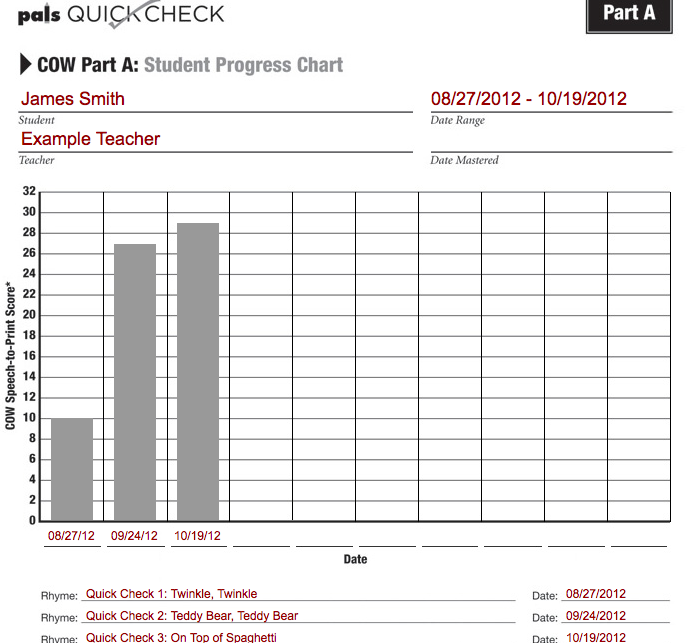 pals QUICKCHECK
Part A
COW Part A: Student Progress Chart
James Smith 08/27/2012 - 10/19/2012
Student Date Range
Example Teacher
Teacher Date Mastered
32
30
28
26
24
22
20
18
16
14
12
10
8
6
4
2
0
COW Speech-to-Print Score*
08/27/12 09/24/12 10/19/12
Date
Rhyme: Quick Check 1: Twinkle, Twinkle Date: 08/27/2012
Rhyme: Quick Check 2: Teddy Bear, Teddy Bear Date: 09/24/2012
Rhyme: Quick Check 3: On Top of Spaghetti Date: 10/19/2012